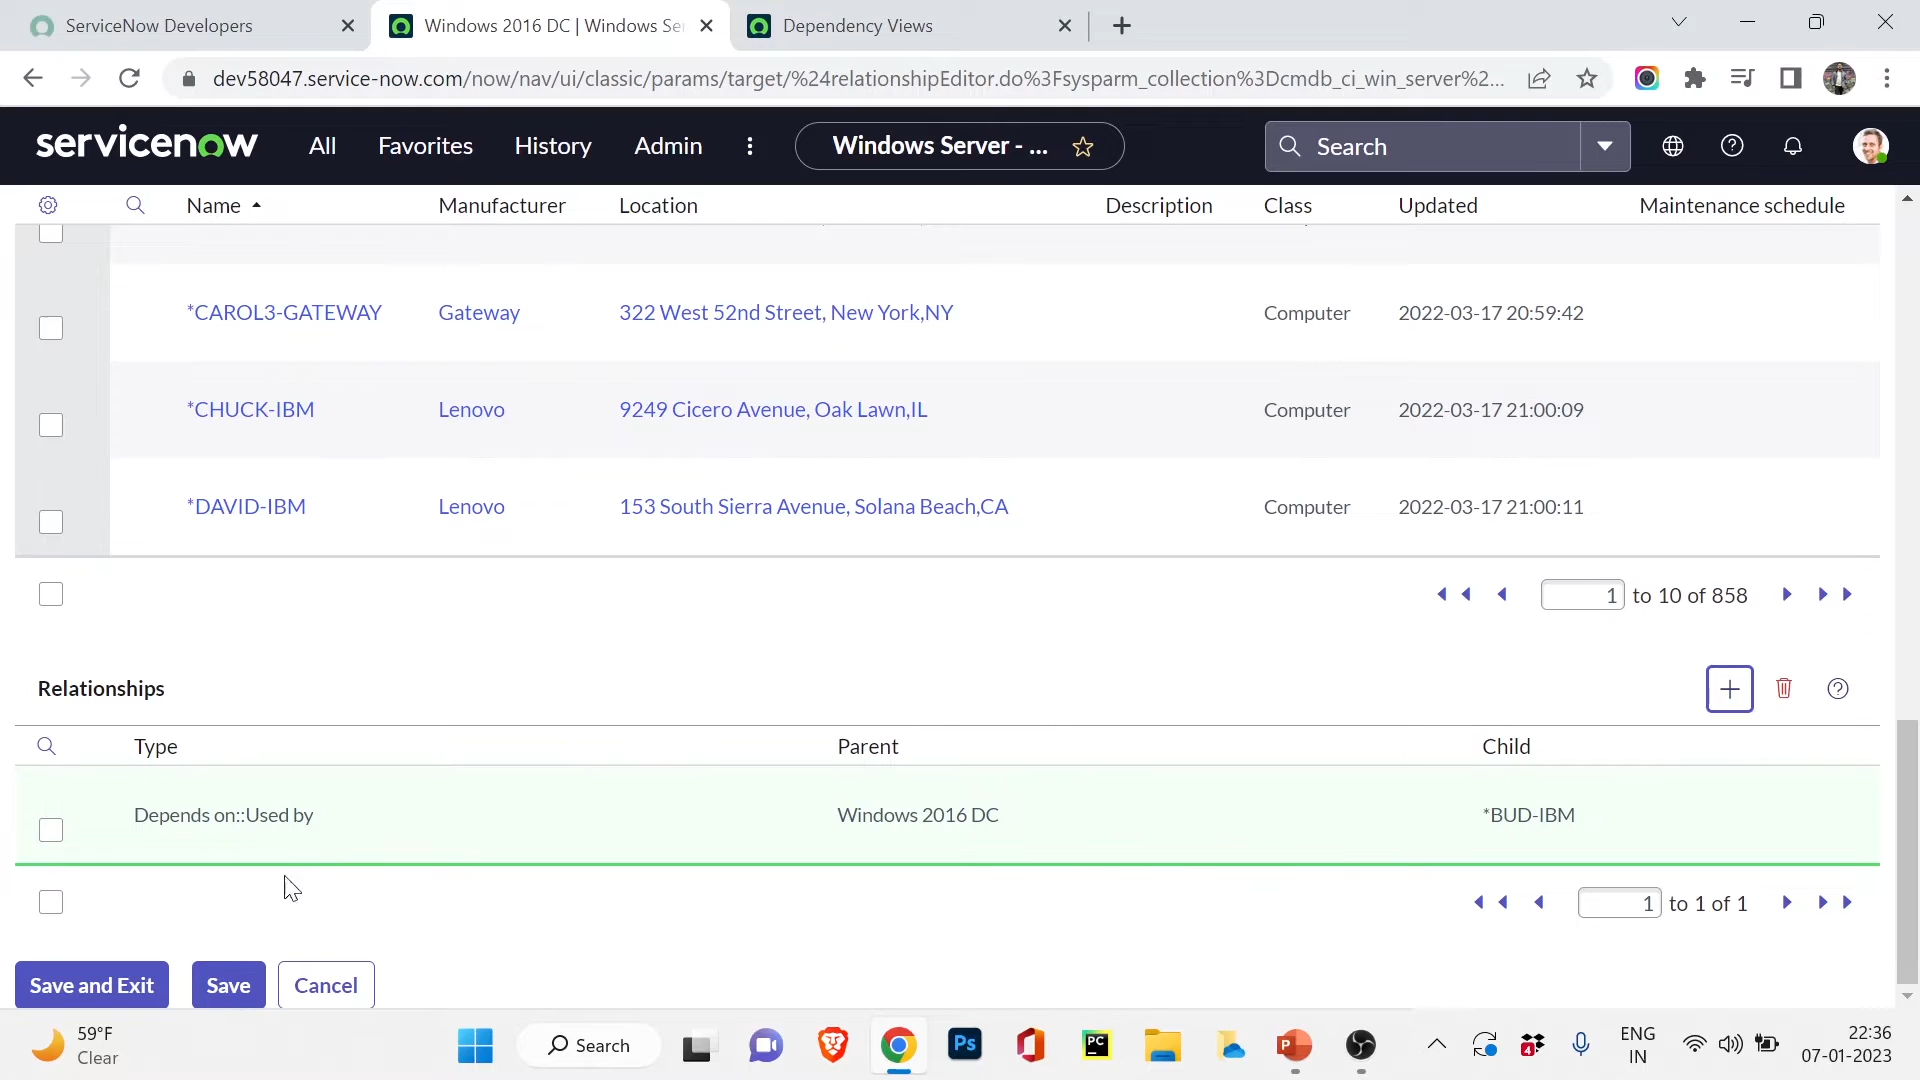 ServiceNow Developers
Windows 2016 DC | Windows Se
Dependency Views
dev58047.service-now.com/now/nav/ui/classic/params/target/%24relationshipEditor.do%3Fsysparm_collection%3Dcmdb_ci_win_server%2...
servicenow All Favorites History Admin Windows Server - ... Search
Name Manufacturer Location Description Class Updated Maintenance schedule
*CAROL3-GATEWAY Gateway 322 West 52nd Street, New York,NY Computer 2022-03-17 20:59:42
*CHUCK-IBM Lenovo 9249 Cicero Avenue, Oak Lawn,IL Computer 2022-03-17 21:00:09
*DAVID-IBM Lenovo 153 South Sierra Avenue, Solana Beach,CA Computer 2022-03-17 21:00:11
1 to 10 of 858
Relationships
Type Parent Child
Depends on::Used by Windows 2016 DC *BUD-IBM
1 to 1 of 1
Save and Exit Save Cancel
59°F
Clear
Search
Ps
PC
P
4
ENG
IN
22:36
07-01-2023